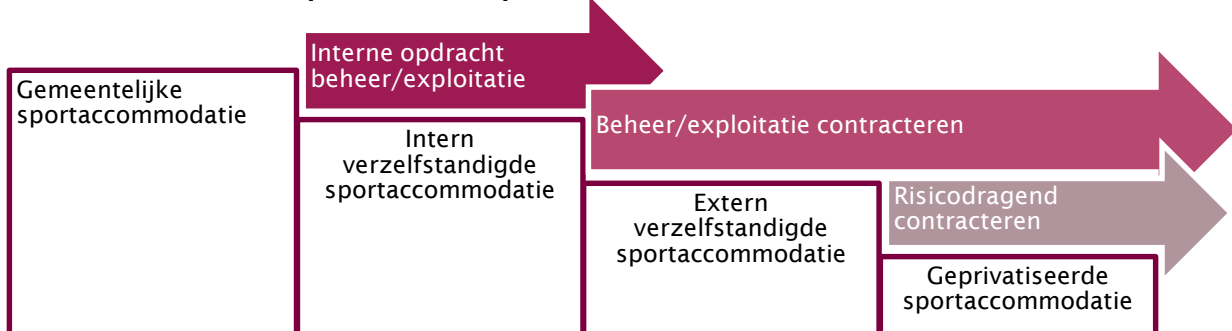 Interne opdracht
beheer/exploitatie
Gemeentelijke
sportaccommodatie
Beheer/exploitatie contracteren
Intern
verzelfstandigde
sportaccommodatie
Risicodragend
contracteren
Extern
verzelfstandigde
sportaccommodatie
Geprivatiseerde
sportaccommodatie